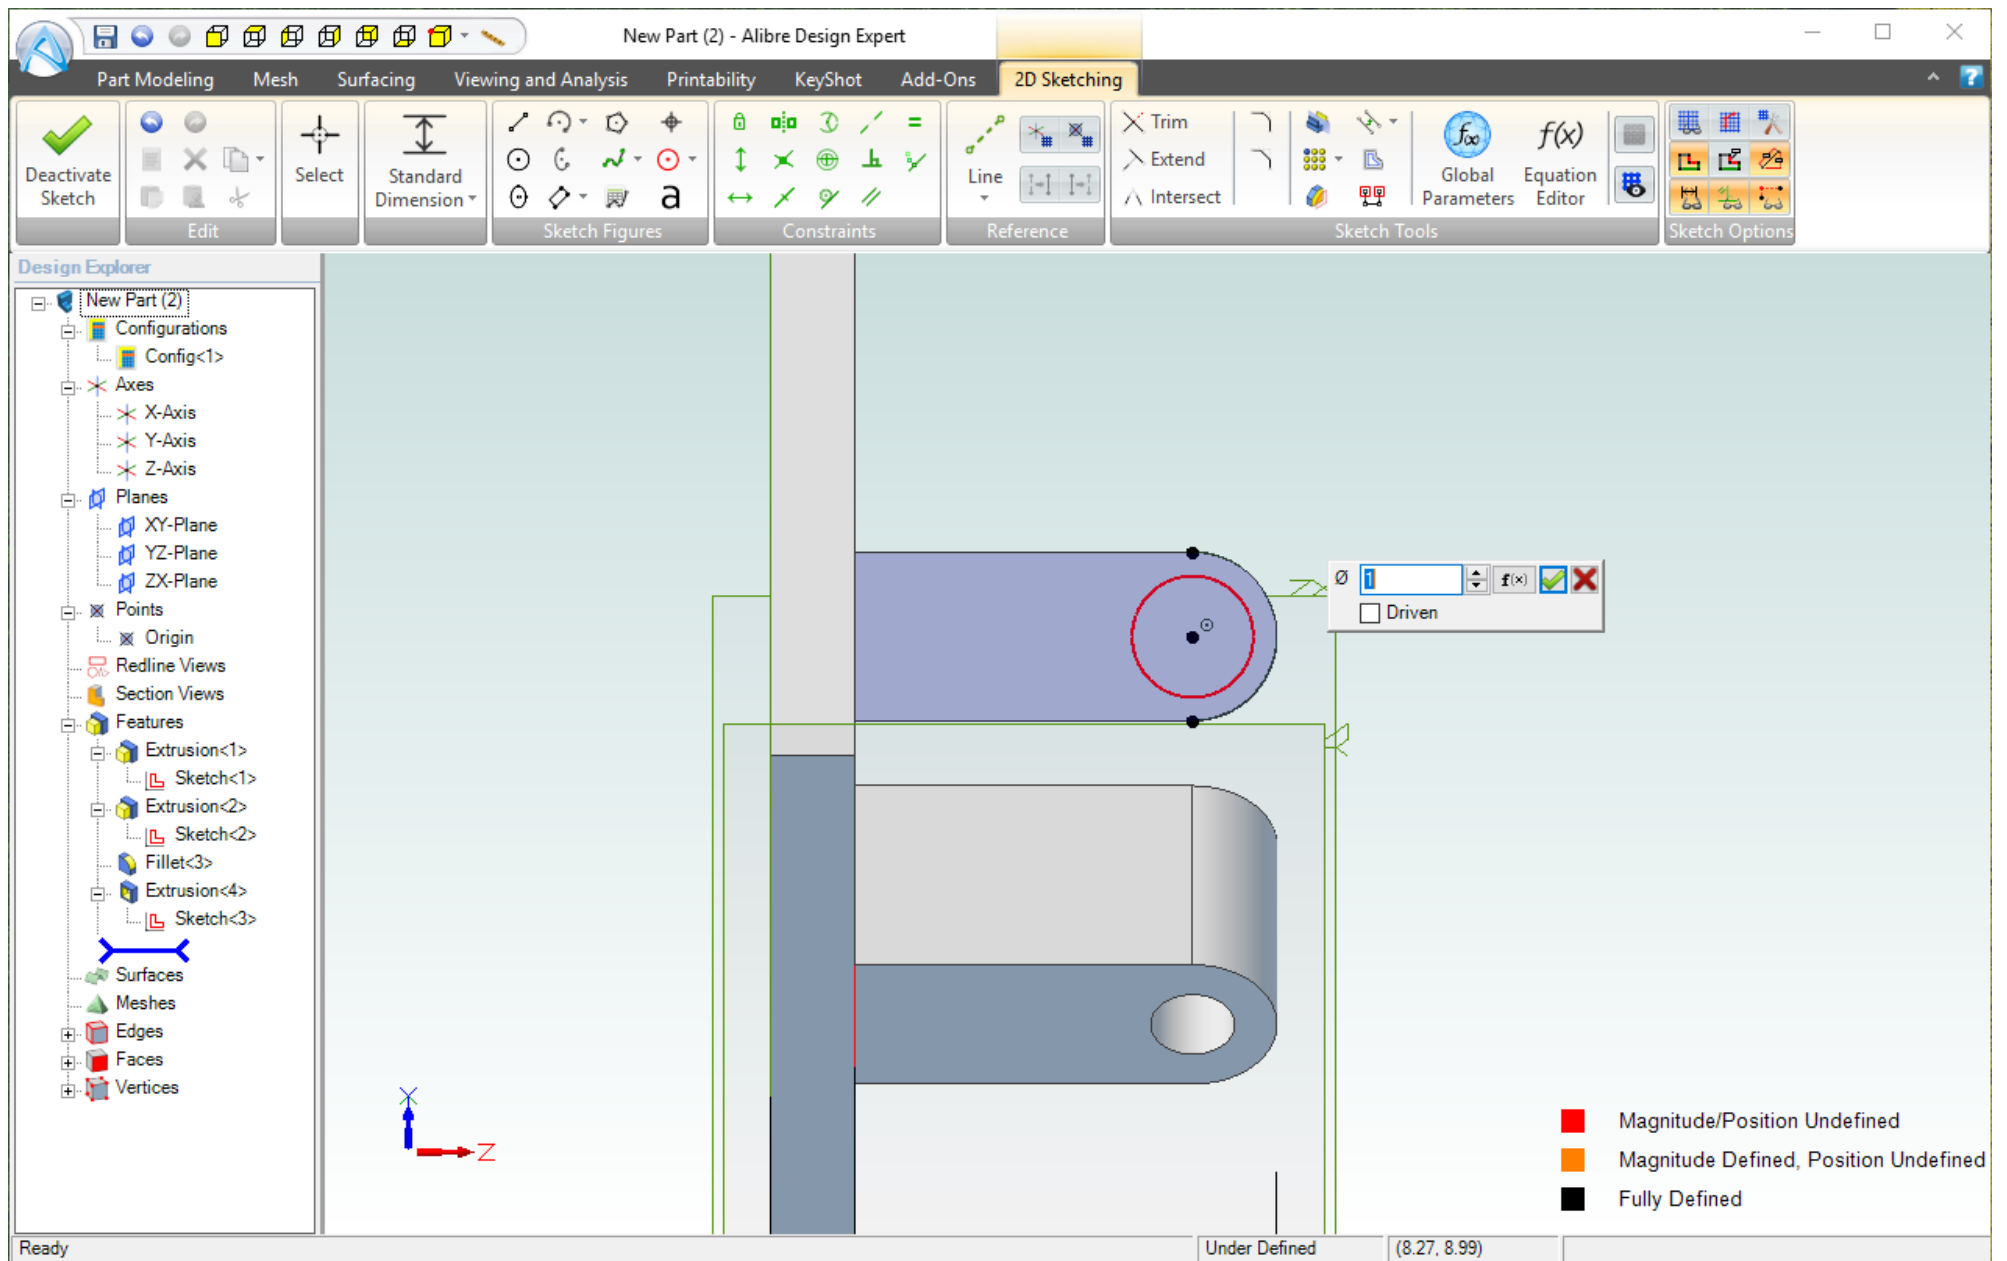 New Part (2) - Alibre Design Expert
Part Modeling Mesh Surfacing Viewing and Analysis Printability KeyShot Add-Ons 2D Sketching
Deactivate Sketch
Edit
Select
Standard Dimension
a
Sketch Figures
Constraints
Line
Reference
Trim
Extend
Intersect
Global Parameters
f(x)
Equation Editor
Sketch Tools
Sketch Options
Design Explorer
New Part (2)
Configurations
Config<1>
Axes
X-Axis
Y-Axis
Z-Axis
Planes
XY-Plane
YZ-Plane
ZX-Plane
Points
Origin
Redline Views
Section Views
Features
Extrusion<1>
Sketch<1>
Extrusion<2>
Sketch<2>
Fillet<3>
Extrusion<4>
Sketch<3>
Surfaces
Meshes
Edges
Faces
Vertices
Ø 1 f(x)
Driven
X
Z
Magnitude/Position Undefined
Magnitude Defined, Position Undefined
Fully Defined
Ready
Under Defined
(8.27, 8.99)